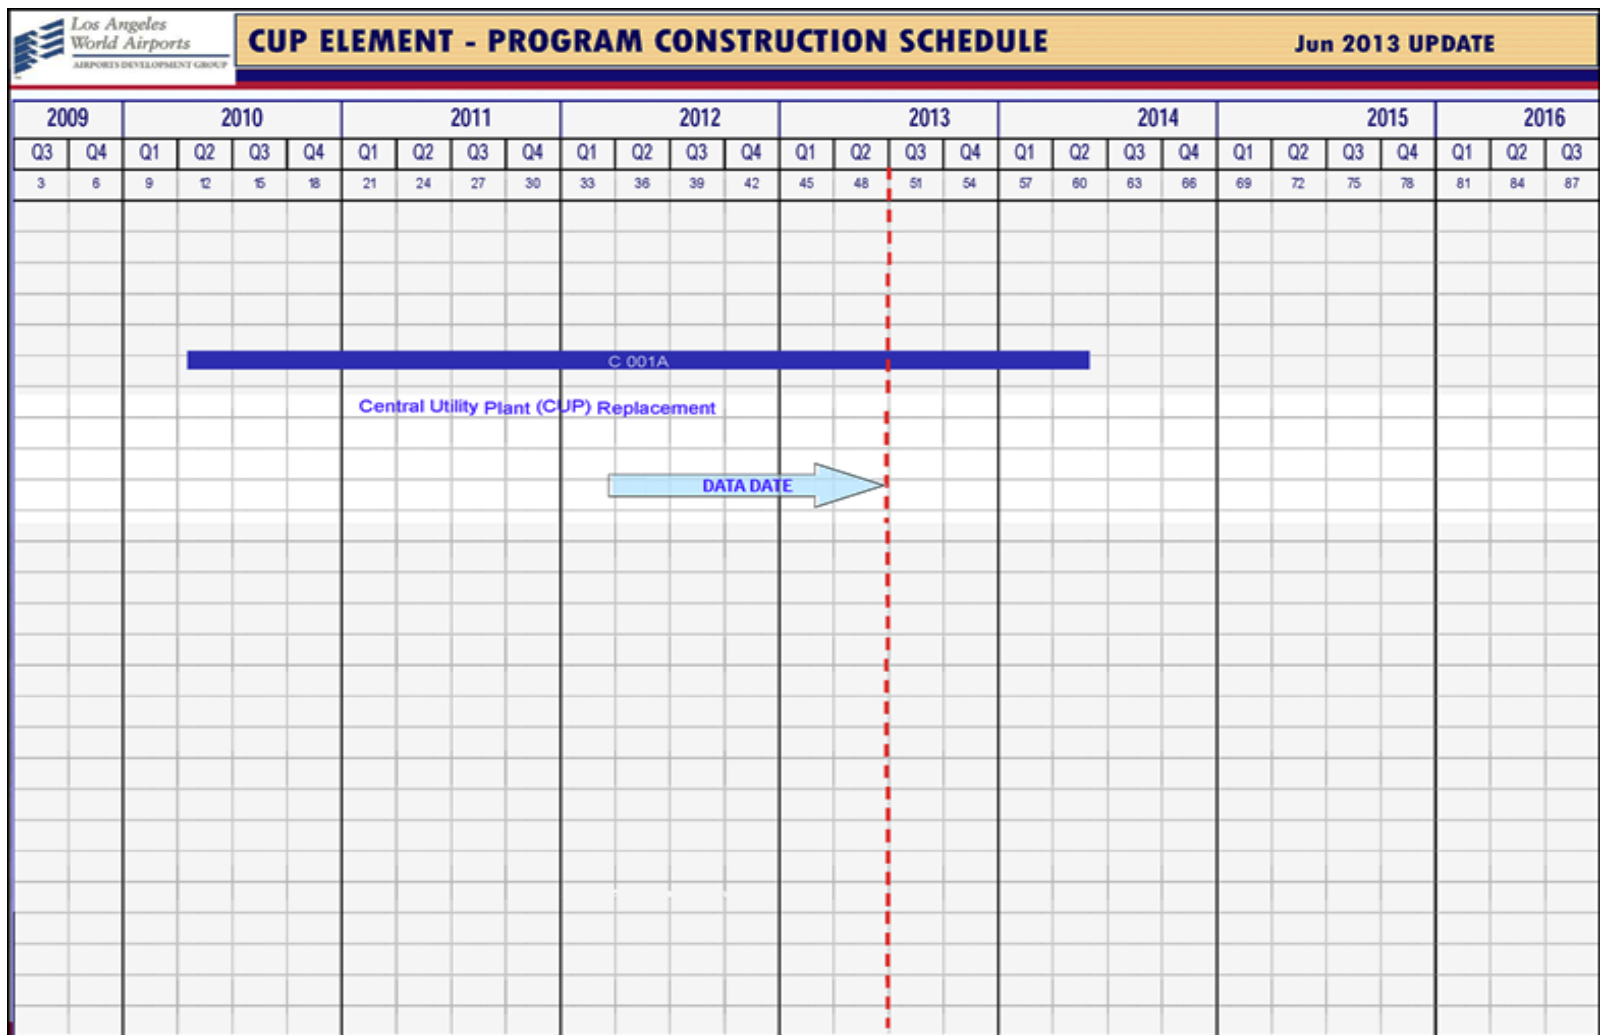 Los Angeles
World Airports
AIRPORTS DEVELOPMENT GROUP
CUP ELEMENT - PROGRAM CONSTRUCTION SCHEDULE
Jun 2013 UPDATE
2009 2010 2011 2012 2013 2014 2015 2016
Q3 Q4 Q1 Q2 Q3 Q4 Q1 Q2 Q3 Q4 Q1 Q2 Q3 Q4 Q1 Q2 Q3 Q4 Q1 Q2 Q3 Q4 Q1 Q2 Q3 Q4 Q1 Q2 Q3
3 6 9 12 15 18 21 24 27 30 33 36 39 42 45 48 51 54 57 60 63 66 69 72 75 78 81 84 87
C 001A
Central Utility Plant (CUP) Replacement
DATA DATE